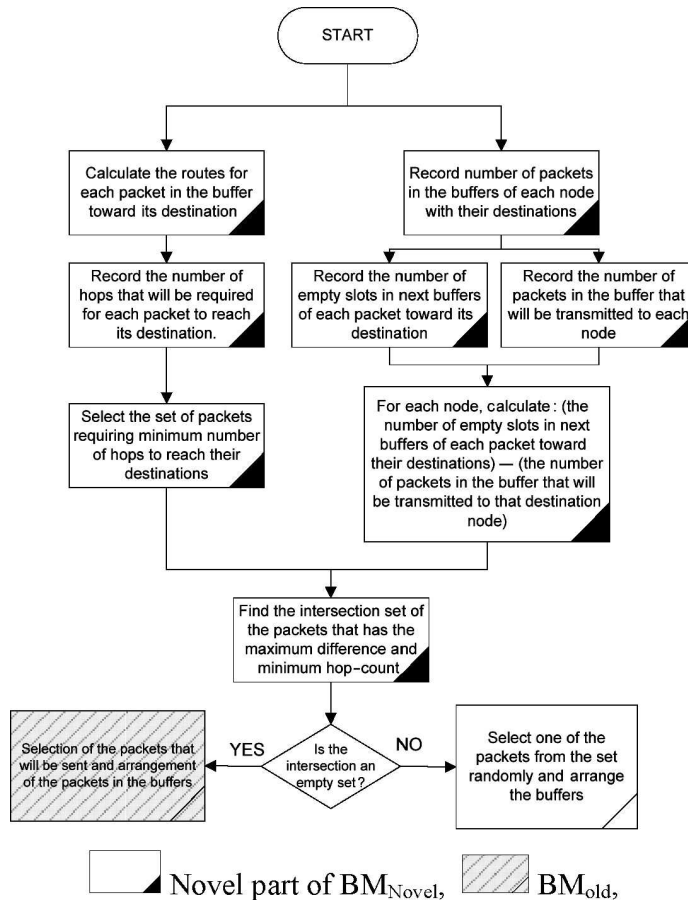 START
Calculate the routes for
each packet in the buffer
toward its destination
Record number of packets
in the buffers of each node
with their destinations
Record the number of
hops that will be required
for each packet to reach
its destination.
Record the number of
empty slots in next buffers
of each packet toward its
destination
Record the number of
packets in the buffer that
will be transmitted to each
node
Select the set of packets
requiring minimum number
of hops to reach their
destinations
For each node, calculate : (the
number of empty slots in next
buffers of each packet toward
their destinations) — (the number
of packets in the buffer that will
be transmitted to that destination
node)
Find the intersection set of
the packets that has the
maximum difference and
minimum hop-count
Selection of the packets that
will be sent and arrangement
of the packets in the buffers
YES
Is the
intersection an
empty set ?
NO
Select one of the
packets from the set
randomly and arrange
the buffers
Novel part of BMNovel, BMold,